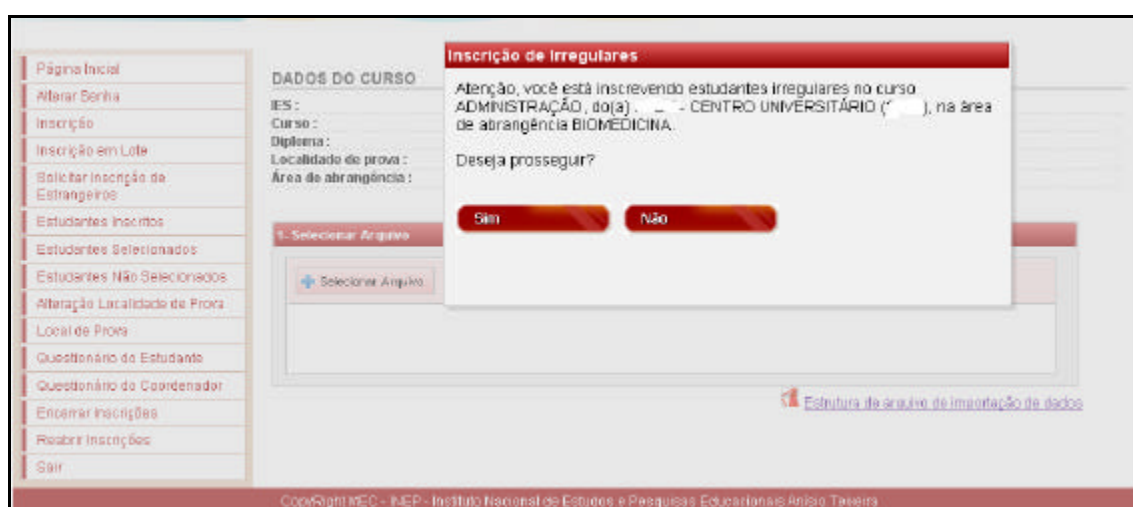 Página Inicial
Alterar Senha
Inscrição
Inscrição em Lote
Solicitar Inscrição de
Estrangeiros
Estudantes Inscritos
Estudantes Selecionados
Estudantes Não Selecionados
Alteração Localidade de Prova
Local de Prova
Questionário do Estudante
Questionário do Coordenador
Encerrar Inscrições
Reabrir Inscrições
Sair
DADOS DO CURSO
IES :
Curso :
Diploma :
Localidade de prova :
Área de abrangência :
1- Selecionar Arquivo
Selecionar Arquivo
Inscrição de Irregulares
Atenção, você está inscrevendo estudantes irregulares no curso
ADMINISTRAÇÃO, do(a) - CENTRO UNIVERSITÁRIO ( ), na área
de abrangência BIOMEDICINA.
Deseja prosseguir?
Sim
Não
Estrutura de arquivo de importação de dados
CopyRight MEC - INEP - Instituto Nacional de Estudos e Pesquisas Educacionais Anísio Teixeira